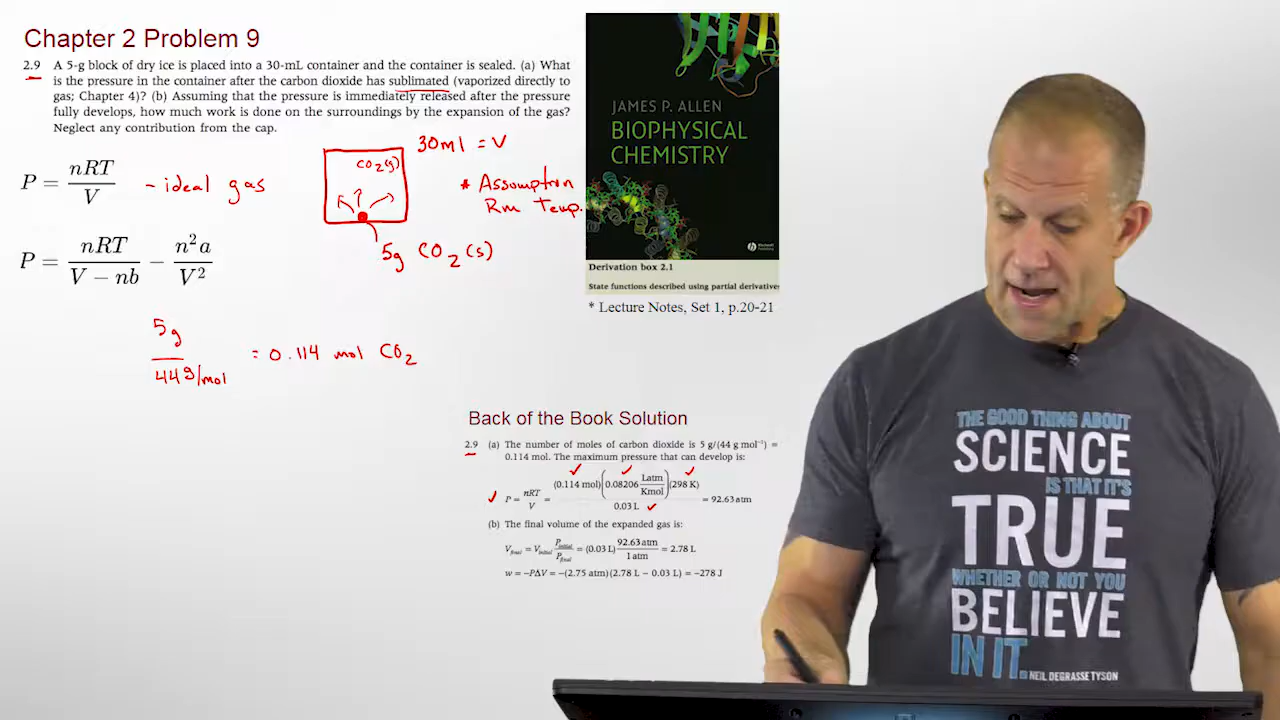 Chapter 2 Problem 9
2.9 A 5-g block of dry ice is placed into a 30-mL container and the container is sealed. (a) What
is the pressure in the container after the carbon dioxide has sublimated (vaporized directly to
gas; Chapter 4)? (b) Assuming that the pressure is immediately released after the pressure
fully develops, how much work is done on the surroundings by the expansion of the gas?
Neglect any contribution from the cap.
P = nRT / V
- ideal gas
CO2(g)
30ml = V
* Assumption
Rm Temp.
5g CO2(s)
P = nRT / (V − nb) − n²a / V²
5g / 44g/mol = 0.114 mol CO2
JAMES P. ALLEN
BIOPHYSICAL
CHEMISTRY
Derivation box 2.1
State functions described using partial derivatives
* Lecture Notes, Set 1, p.20-21
Back of the Book Solution
2.9 (a) The number of moles of carbon dioxide is 5 g/(44 g mol⁻¹) =
0.114 mol. The maximum pressure that can develop is:
P = nRT / V = (0.114 mol)(0.08206 Latm / Kmol)(298 K) / 0.03 L = 92.63 atm
(b) The final volume of the expanded gas is:
Vfinal = Vinitial Pinitial / Pfinal = (0.03 L) 92.63 atm / 1 atm = 2.78 L
w = −PΔV = −(2.75 atm)(2.78 L − 0.03 L) = −278 J
THE GOOD THING ABOUT
SCIENCE
IS THAT IT'S
TRUE
WHETHER OR NOT YOU
BELIEVE
IN IT.
NEIL DEGRASSE TYSON